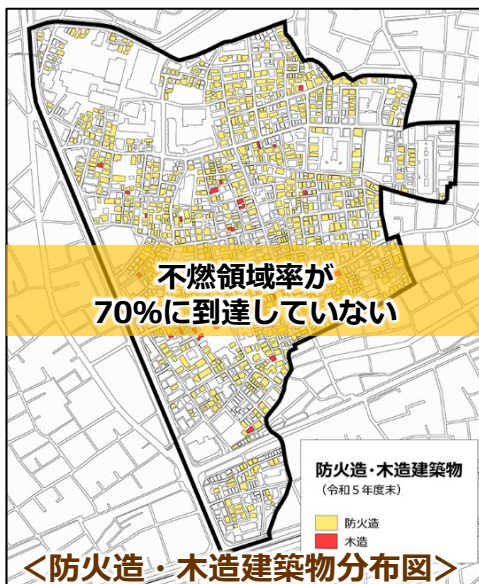 不燃領域率が
70%に到達していない
防火造・木造建築物
(令和5年度末)
防火造
木造
<防火造・木造建築物分布図>